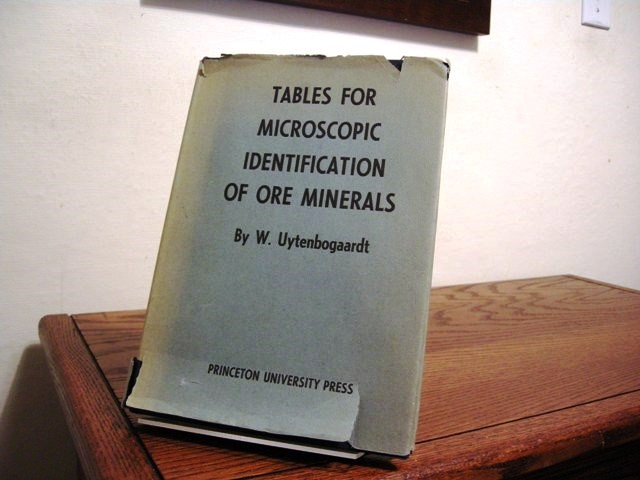 TABLES FOR
MICROSCOPIC
IDENTIFICATION
OF ORE MINERALS
By W. Uytenbogaardt
PRINCETON UNIVERSITY PRESS